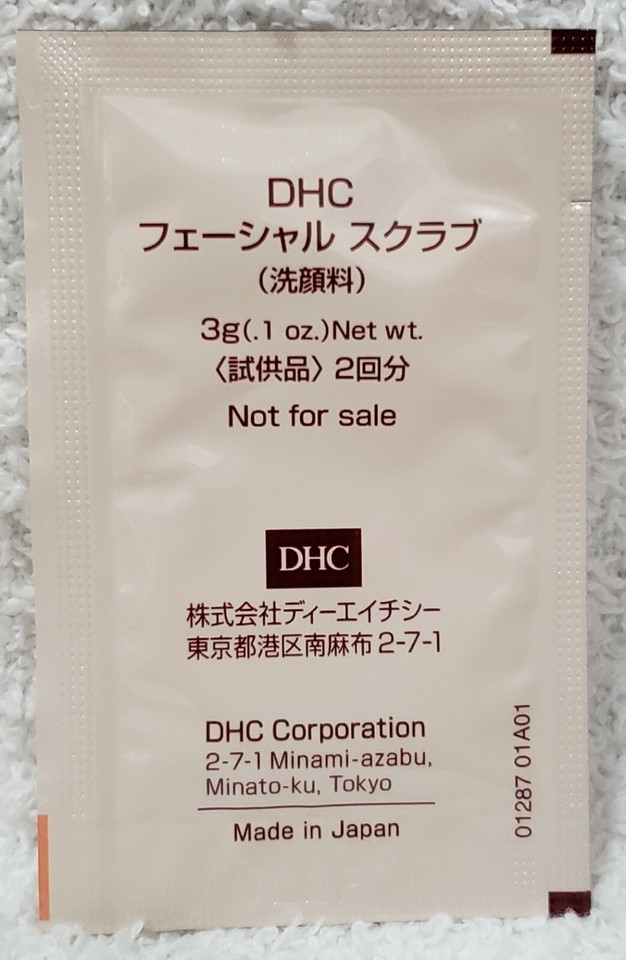 DHC
フェーシャル スクラブ
(洗顔料)
3g(.1 oz.)Net wt.
〈試供品〉2回分
Not for sale
DHC
株式会社ディーエイチシー
東京都港区南麻布2-7-1
DHC Corporation
2-7-1 Minami-azabu,
Minato-ku, Tokyo
Made in Japan
01287 01A01